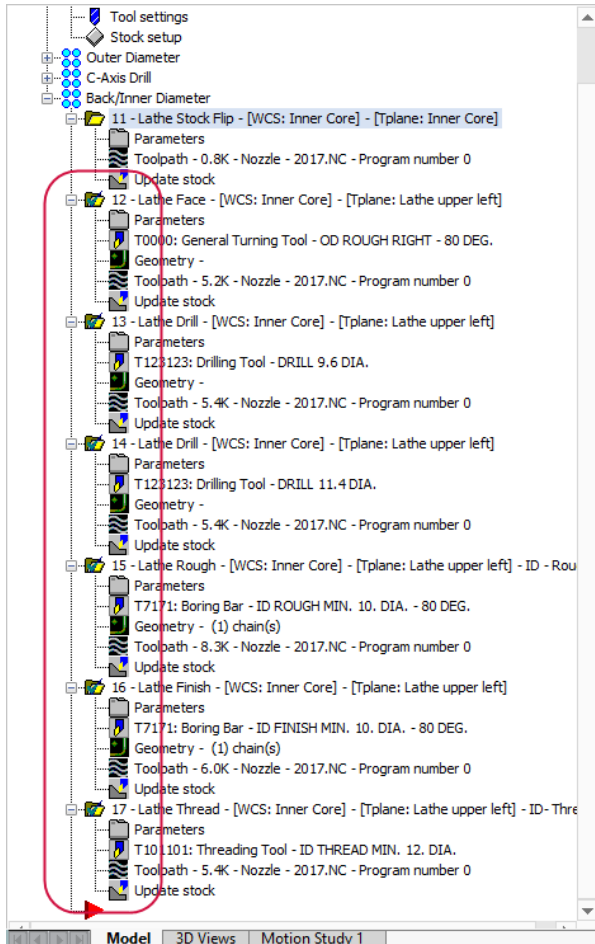 Tool settings
Stock setup
Outer Diameter
C-Axis Drill
Back/Inner Diameter
11 - Lathe Stock Flip - [WCS: Inner Core] - [Tplane: Inner Core]
Parameters
Toolpath - 0.8K - Nozzle - 2017.NC - Program number 0
Update stock
12 - Lathe Face - [WCS: Inner Core] - [Tplane: Lathe upper left]
Parameters
T0000: General Turning Tool - OD ROUGH RIGHT - 80 DEG.
Geometry -
Toolpath - 5.2K - Nozzle - 2017.NC - Program number 0
Update stock
13 - Lathe Drill - [WCS: Inner Core] - [Tplane: Lathe upper left]
Parameters
T123123: Drilling Tool - DRILL 9.6 DIA.
Geometry -
Toolpath - 5.4K - Nozzle - 2017.NC - Program number 0
Update stock
14 - Lathe Drill - [WCS: Inner Core] - [Tplane: Lathe upper left]
Parameters
T123123: Drilling Tool - DRILL 11.4 DIA.
Geometry -
Toolpath - 5.4K - Nozzle - 2017.NC - Program number 0
Update stock
15 - Lathe Rough - [WCS: Inner Core] - [Tplane: Lathe upper left] - ID - Rou
Parameters
T7171: Boring Bar - ID ROUGH MIN. 10. DIA. - 80 DEG.
Geometry - (1) chain(s)
Toolpath - 8.3K - Nozzle - 2017.NC - Program number 0
Update stock
16 - Lathe Finish - [WCS: Inner Core] - [Tplane: Lathe upper left]
Parameters
T7171: Boring Bar - ID FINISH MIN. 10. DIA. - 80 DEG.
Geometry - (1) chain(s)
Toolpath - 6.0K - Nozzle - 2017.NC - Program number 0
Update stock
17 - Lathe Thread - [WCS: Inner Core] - [Tplane: Lathe upper left] - ID- Thre
Parameters
T101101: Threading Tool - ID THREAD MIN. 12. DIA.
Toolpath - 5.4K - Nozzle - 2017.NC - Program number 0
Update stock
Model 3D Views Motion Study 1